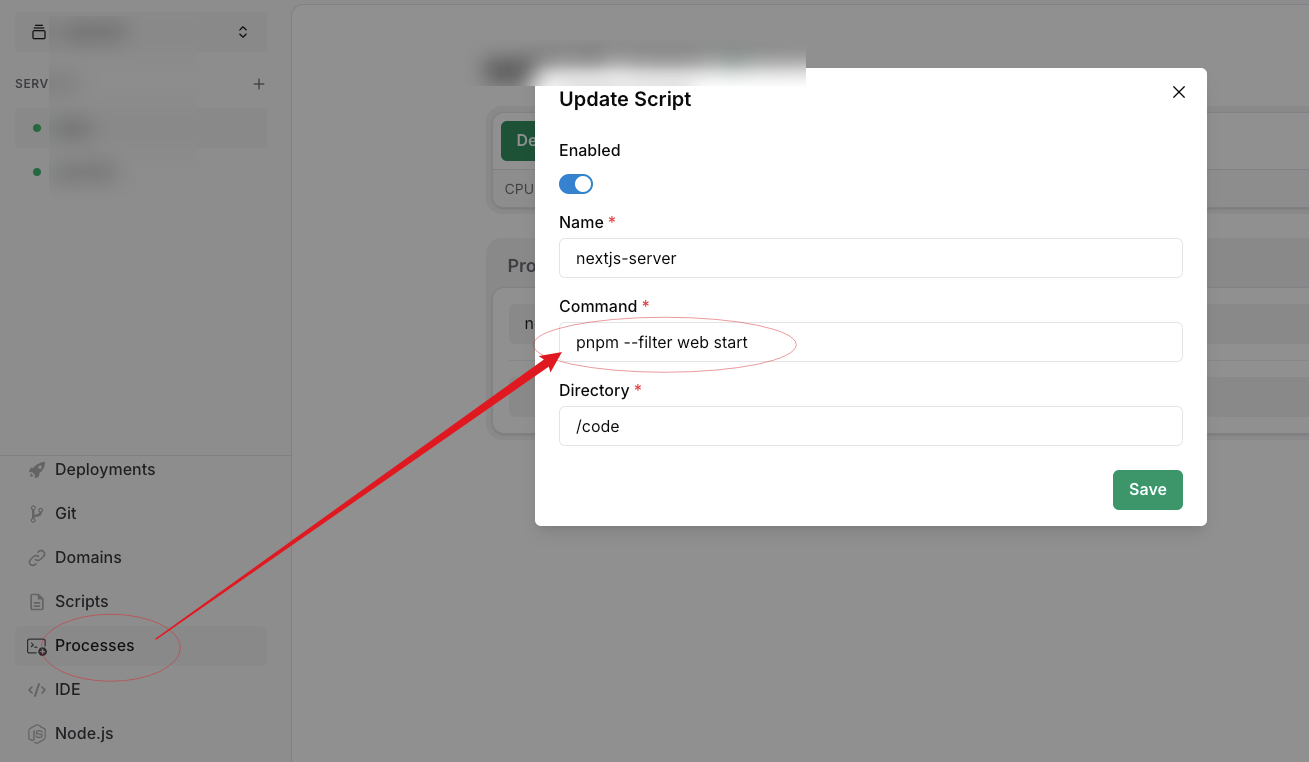 SERV
Deployments
Git
Domains
Scripts
Processes
IDE
Node.js
De
CPU
Pro
n
Update Script
Enabled
Name *
nextjs-server
Command *
pnpm --filter web start
Directory *
/code
Save